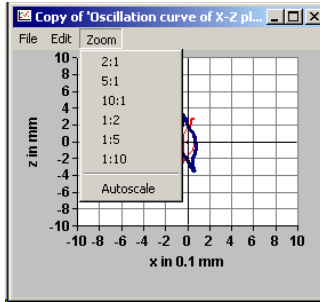 Copy of 'Oscillation curve of X-Z pl...
File Edit Zoom
2:1
5:1
10:1
1:2
1:5
1:10
Autoscale
z in mm
10
8
6
4
2
0
-2
-4
-6
-8
-10
-10 -8 -6 -4 -2 0 2 4 6 8 10
x in 0.1 mm